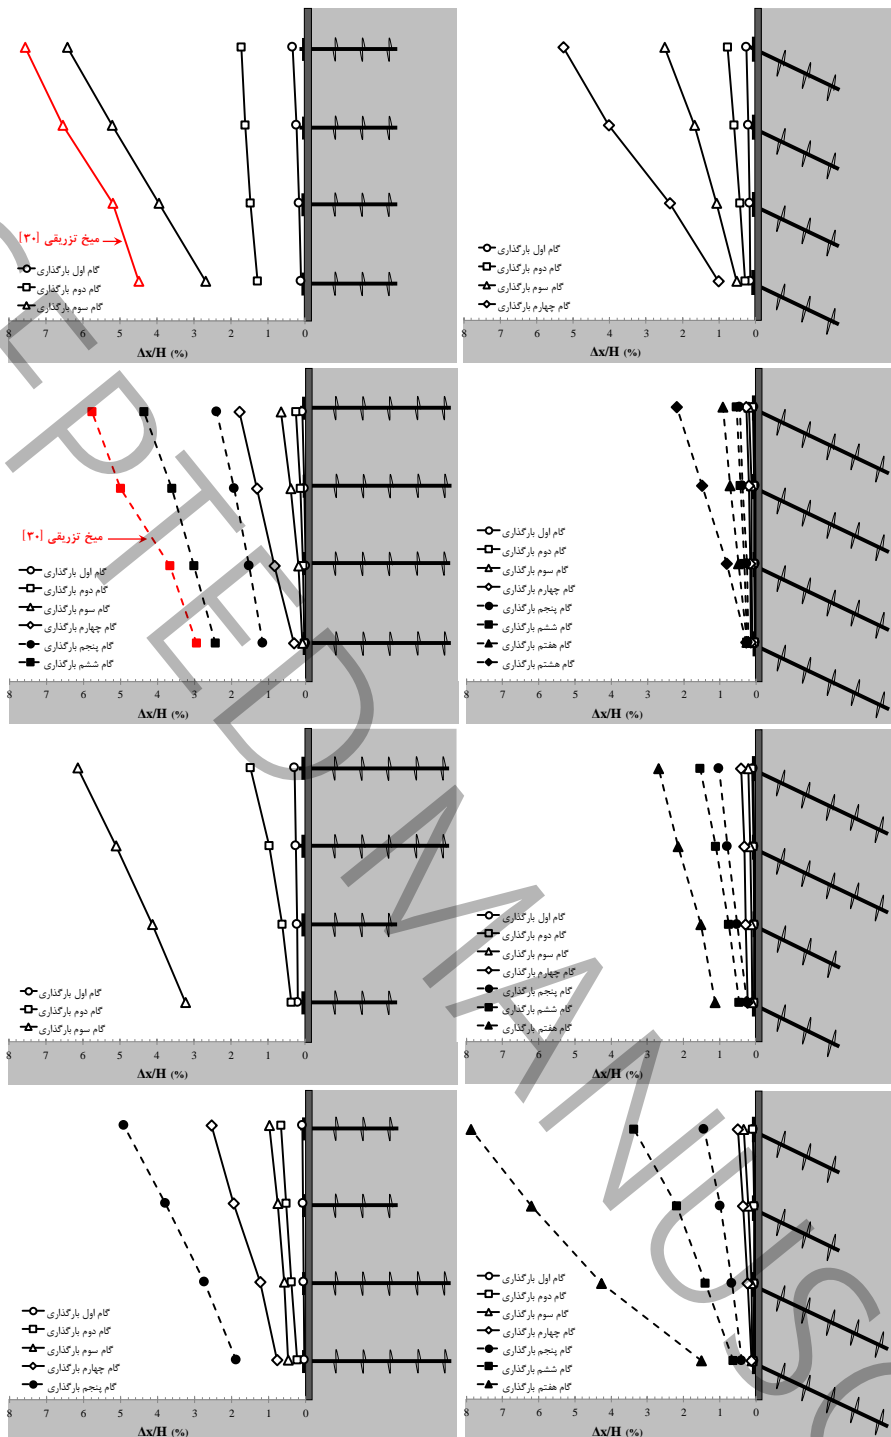 میخ تزریقی [۳۰]
گام اول بارگذاری
گام دوم بارگذاری
گام سوم بارگذاری
8 7 6 5 4 3 2 1 0
Δx/H (%)
گام اول بارگذاری
گام دوم بارگذاری
گام سوم بارگذاری
گام چهارم بارگذاری
8 7 6 5 4 3 2 1 0
Δx/H (%)
میخ تزریقی [۳۰]
گام اول بارگذاری
گام دوم بارگذاری
گام سوم بارگذاری
گام چهارم بارگذاری
گام پنجم بارگذاری
گام ششم بارگذاری
8 7 6 5 4 3 2 1 0
Δx/H (%)
گام اول بارگذاری
گام دوم بارگذاری
گام سوم بارگذاری
گام چهارم بارگذاری
گام پنجم بارگذاری
گام ششم بارگذاری
گام هفتم بارگذاری
گام هشتم بارگذاری
8 7 6 5 4 3 2 1 0
Δx/H (%)
گام اول بارگذاری
گام دوم بارگذاری
گام سوم بارگذاری
8 7 6 5 4 3 2 1 0
Δx/H (%)
گام اول بارگذاری
گام دوم بارگذاری
گام سوم بارگذاری
گام چهارم بارگذاری
گام پنجم بارگذاری
گام ششم بارگذاری
گام هفتم بارگذاری
8 7 6 5 4 3 2 1 0
Δx/H (%)
گام اول بارگذاری
گام دوم بارگذاری
گام سوم بارگذاری
گام چهارم بارگذاری
گام پنجم بارگذاری
8 7 6 5 4 3 2 1 0
Δx/H (%)
گام اول بارگذاری
گام دوم بارگذاری
گام سوم بارگذاری
گام چهارم بارگذاری
گام پنجم بارگذاری
گام ششم بارگذاری
گام هفتم بارگذاری
8 7 6 5 4 3 2 1 0
Δx/H (%)
EPTED MANUSC